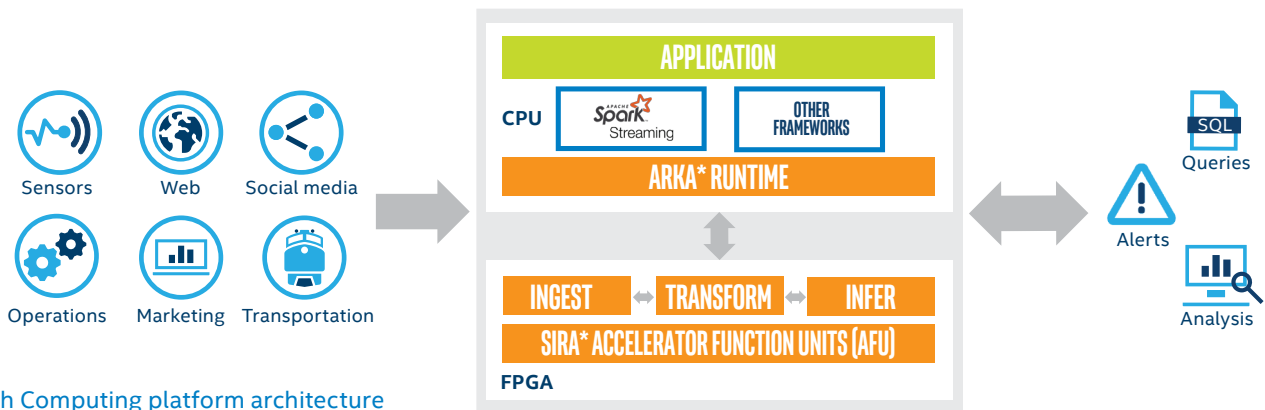 Sensors
Web
Social media
Operations
Marketing
Transportation
APPLICATION
CPU
APACHE
Spark
Streaming
OTHER
FRAMEWORKS
ARKA* RUNTIME
INGEST
TRANSFORM
INFER
SIRA* ACCELERATOR FUNCTION UNITS (AFU)
FPGA
SQL
Queries
Alerts
Analysis
Computing platform architecture